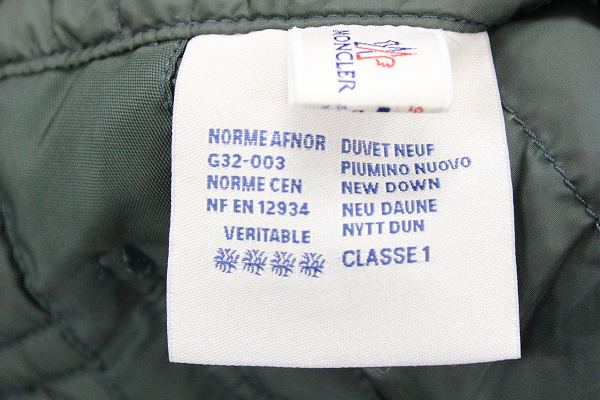 MONCLER
NORME AFNOR
G32-003
NORME CEN
NF EN 12934
VERITABLE
DUVET NEUF
PIUMINO NUOVO
NEW DOWN
NEU DAUNE
NYTT DUN
CLASSE 1